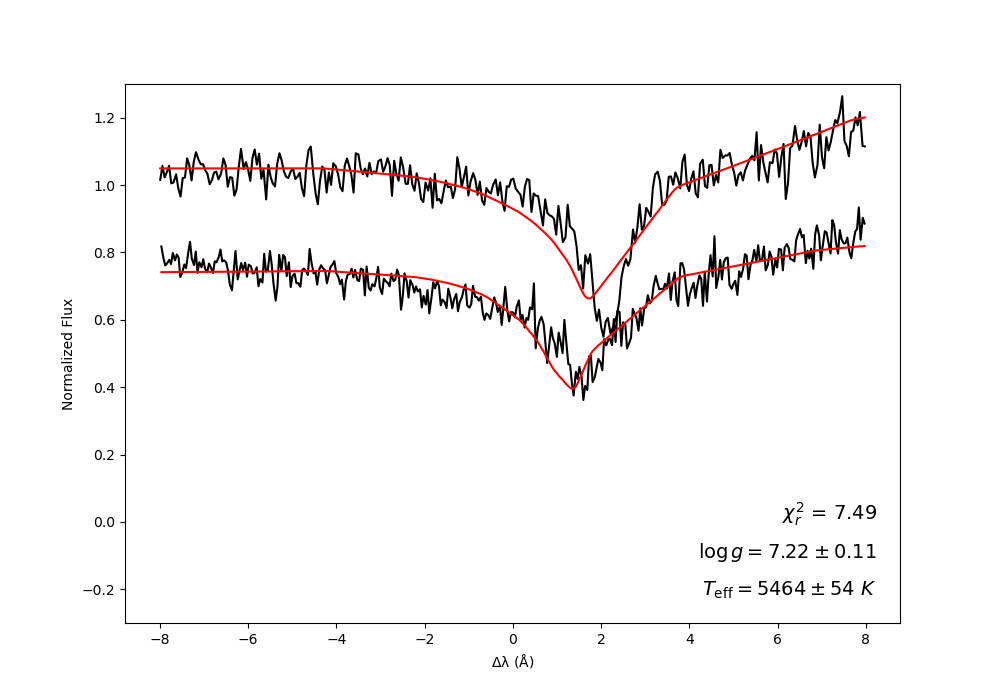 1.2
1.0
0.8
0.6
0.4
0.2
0.0
−0.2
Normalized Flux
χ²ᵣ = 7.49
log g = 7.22 ± 0.11
T_eff = 5464 ± 54 K
−8 −6 −4 −2 0 2 4 6 8
Δλ (Å)